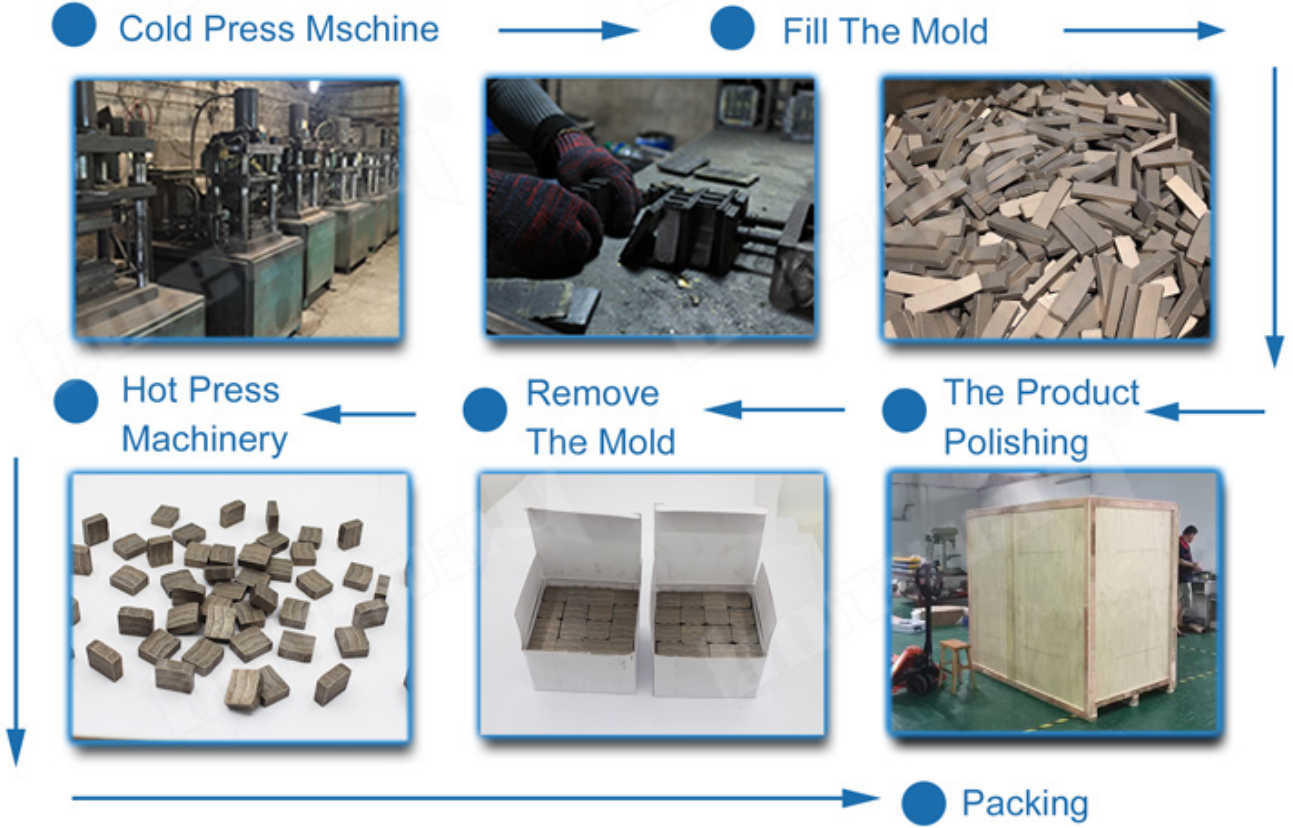 Cold Press Mschine
Fill The Mold
Hot Press
Machinery
Remove
The Mold
The Product
Polishing
Packing